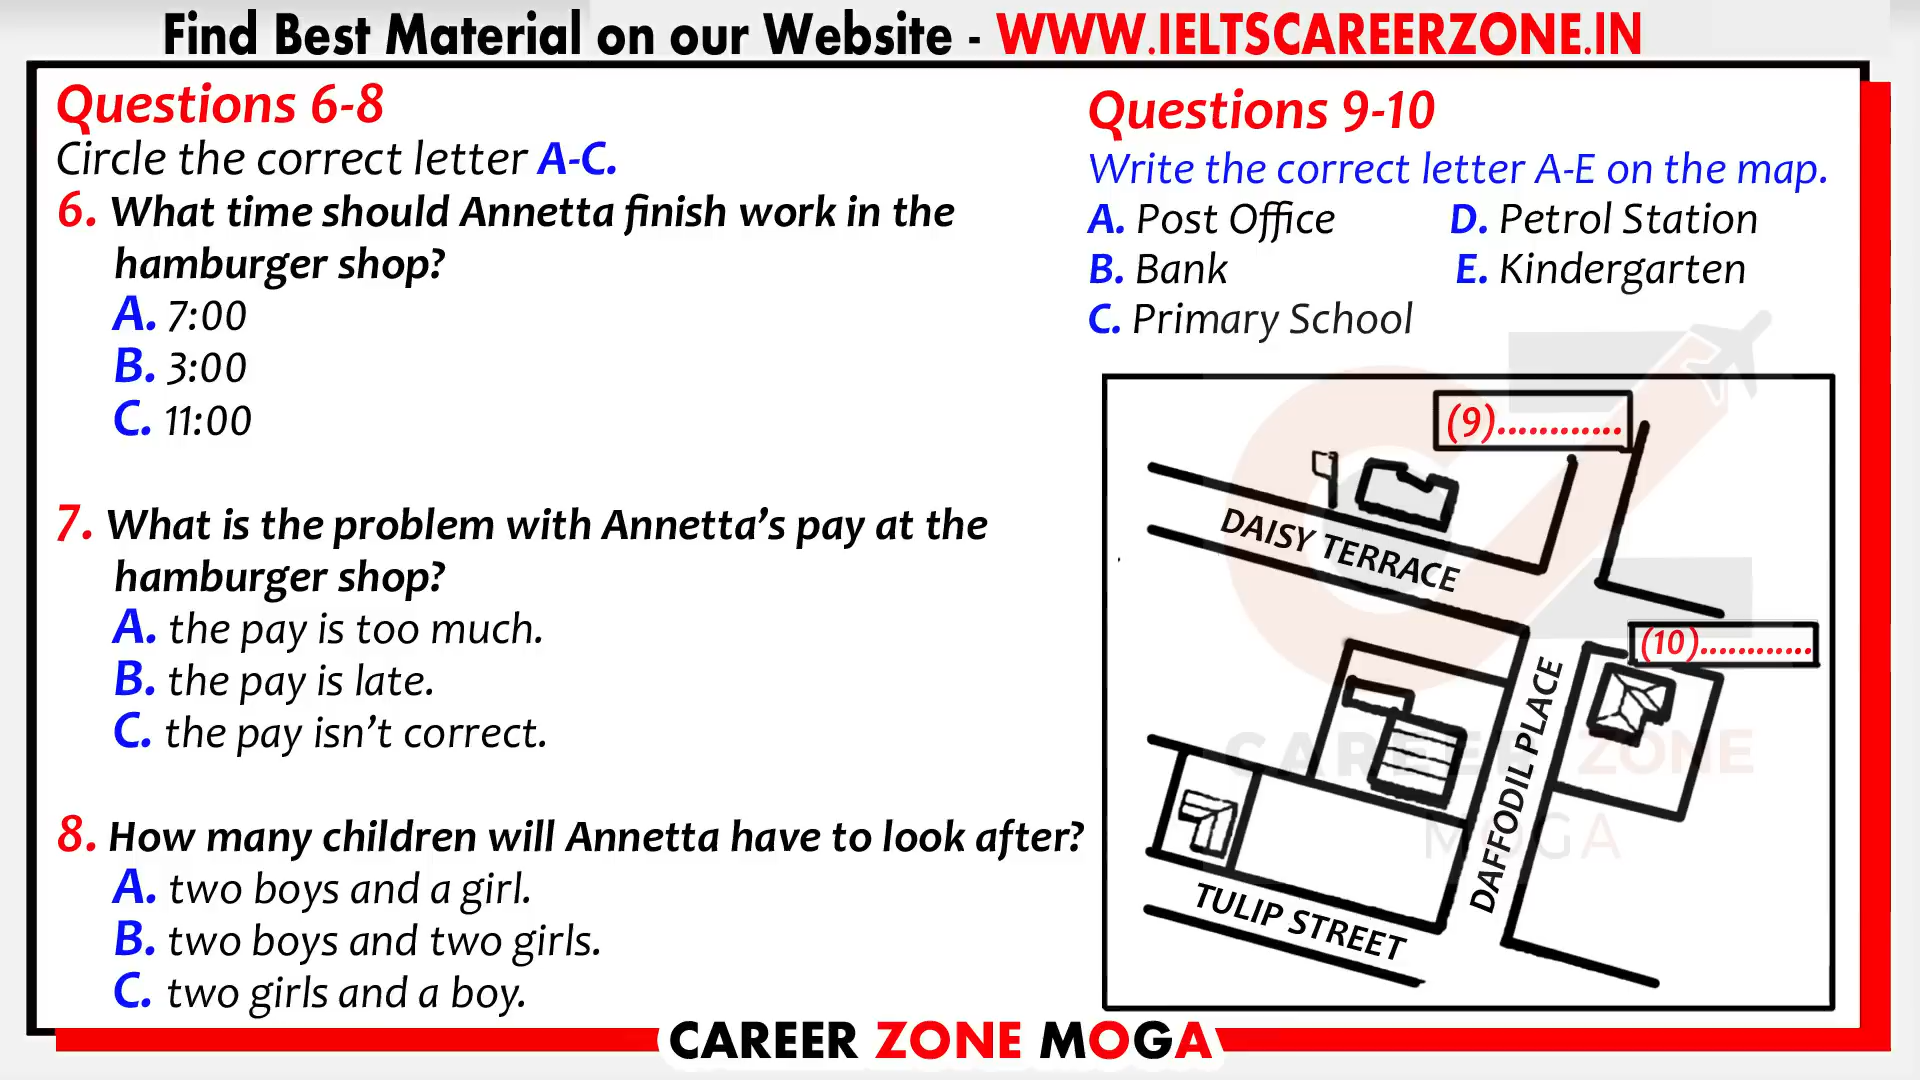 Find Best Material on our Website - WWW.IELTSCAREERZONE.IN
Questions 6-8
Circle the correct letter A-C.
6. What time should Annetta finish work in the
hamburger shop?
A. 7:00
B. 3:00
C. 11:00
7. What is the problem with Annetta's pay at the
hamburger shop?
A. the pay is too much.
B. the pay is late.
C. the pay isn't correct.
8. How many children will Annetta have to look after?
A. two boys and a girl.
B. two boys and two girls.
C. two girls and a boy.
Questions 9-10
Write the correct letter A-E on the map.
A. Post Office
D. Petrol Station
B. Bank
E. Kindergarten
C. Primary School
(9)............
DAISY TERRACE
(10)............
DAFFODIL PLACE
TULIP STREET
CAREER ZONE
MOGA
CAREER ZONE MOGA